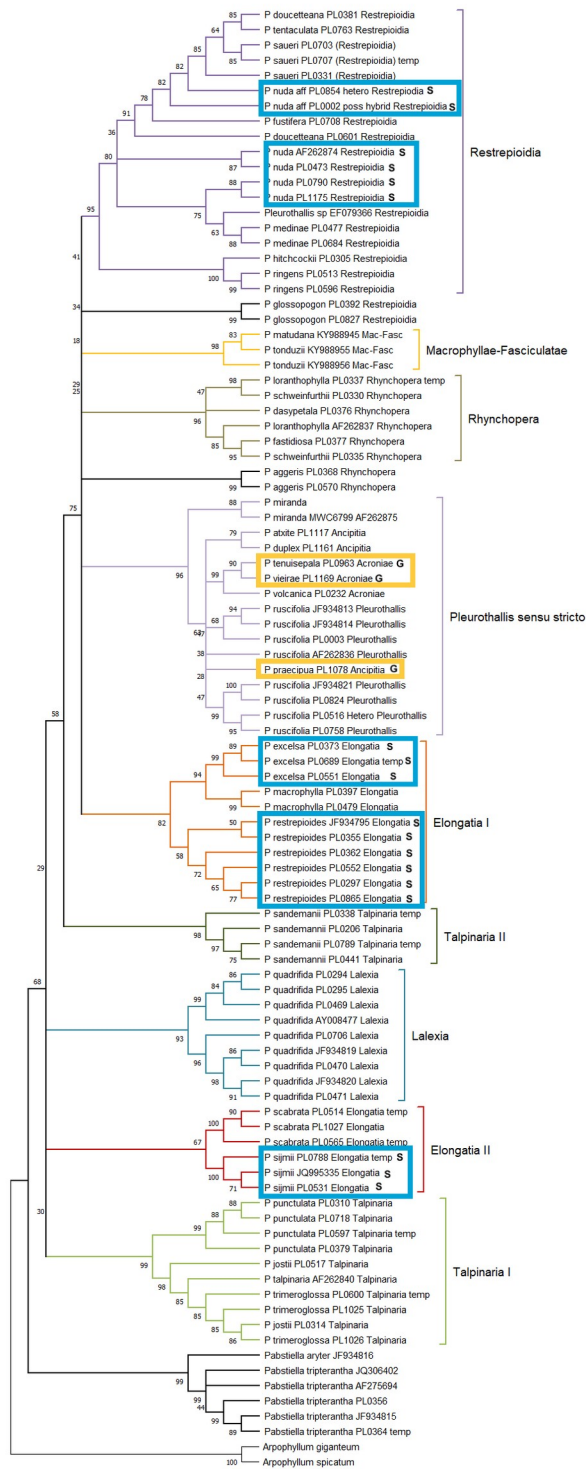 85
P doucetteana PL0381 Restrepioidia
64
P tentaculata PL0763 Restrepioidia
P saueri PL0703 (Restrepioidia)
82
85
P saueri PL0707 (Restrepioidia) temp
P saueri PL0331 (Restrepioidia)
82
P nuda aff PL0854 hetero Restrepioidia S
82
P nuda aff PL0002 poss hybrid Restrepioidia S
78
P fustifera PL0708 Restrepioidia
91
36
P doucetteana PL0601 Restrepioidia
Restrepioidia
P nuda AF262874 Restrepioidia S
80
87
P nuda PL0473 Restrepioidia S
88
P nuda PL0790 Restrepioidia S
P nuda PL1175 Restrepioidia S
95
75
Pleurothallis sp EF079366 Restrepioidia
63
P medinae PL0477 Restrepioidia
88
P medinae PL0684 Restrepioidia
41
P hitchcockii PL0305 Restrepioidia
100
P ringens PL0513 Restrepioidia
99
P ringens PL0596 Restrepioidia
34
P glossopogon PL0392 Restrepioidia
99
P glossopogon PL0827 Restrepioidia
18
83
P matudana KY988945 Mac-Fasc
98
P tonduzii KY988955 Mac-Fasc
Macrophyllae-Fasciculatae
P tonduzii KY988956 Mac-Fasc
29
25
98
P loranthophylla PL0337 Rhynchopera temp
47
P schweinfurthii PL0330 Rhynchopera
P dasypetala PL0376 Rhynchopera
Rhynchopera
96
P loranthophylla AF262837 Rhynchopera
85
P fastidiosa PL0377 Rhynchopera
95
P schweinfurthii PL0335 Rhynchopera
P aggeris PL0368 Rhynchopera
75
99
P aggeris PL0570 Rhynchopera
88
P miranda
P miranda MWC6799 AF262875
79
P atxite PL1117 Ancipitia
96
P duplex PL1161 Ancipitia
90
P tenuisepala PL0963 Acroniae G
99
P vieirae PL1169 Acroniae G
P volcanica PL0232 Acroniae
94
P ruscifolia JF934813 Pleurothallis
68
Pleurothallis sensu stricto
P ruscifolia JF934814 Pleurothallis
63
47
P ruscifolia PL0003 Pleurothallis
38
P ruscifolia AF262836 Pleurothallis
28
P praecipua PL1078 Ancipitia G
100
P ruscifolia JF934821 Pleurothallis
47
P ruscifolia PL0824 Pleurothallis
99
P ruscifolia PL0516 Hetero Pleurothallis
58
95
P ruscifolia PL0758 Pleurothallis
89
P excelsa PL0373 Elongatia S
99
P excelsa PL0689 Elongatia temp S
94
P excelsa PL0551 Elongatia S
P macrophylla PL0397 Elongatia
99
P macrophylla PL0479 Elongatia
82
50
P restrepioides JF934795 Elongatia S
Elongatia I
58
P restrepioides PL0355 Elongatia S
P restrepioides PL0362 Elongatia S
72
P restrepioides PL0552 Elongatia S
29
65
P restrepioides PL0297 Elongatia S
77
P restrepioides PL0865 Elongatia S
P sandemanii PL0338 Talpinaria temp
98
P sandemannii PL0206 Talpinaria
Talpinaria II
97
P sandemanii PL0789 Talpinaria temp
75
P sandemannii PL0441 Talpinaria
86
P quadrifida PL0294 Lalexia
68
84
P quadrifida PL0295 Lalexia
99
P quadrifida PL0469 Lalexia
P quadrifida AY008477 Lalexia
93
P quadrifida PL0706 Lalexia
Lalexia
96
86
P quadrifida JF934819 Lalexia
P quadrifida PL0470 Lalexia
98
P quadrifida JF934820 Lalexia
91
P quadrifida PL0471 Lalexia
90
P scabrata PL0514 Elongatia temp
100
P scabrata PL1027 Elongatia
67
P scabrata PL0565 Elongatia temp
Elongatia II
P sijmii PL0788 Elongatia temp S
100
P sijmii JQ995335 Elongatia S
71
P sijmii PL0531 Elongatia S
88
P punctulata PL0310 Talpinaria
30
88
P punctulata PL0718 Talpinaria
99
P punctulata PL0597 Talpinaria temp
P punctulata PL0379 Talpinaria
99
P jostii PL0517 Talpinaria
Talpinaria I
98
P talpinaria AF262840 Talpinaria
85
P trimeroglossa PL0600 Talpinaria temp
85
P trimeroglossa PL1025 Talpinaria
85
P jostii PL0314 Talpinaria
86
P trimeroglossa PL1026 Talpinaria
Pabstiella aryter JF934816
99
Pabstiella tripterantha JQ306402
Pabstiella tripterantha AF275694
99
44
Pabstiella tripterantha PL0356
99
Pabstiella tripterantha JF934815
89
Pabstiella tripterantha PL0364 temp
Arpophyllum giganteum
100
Arpophyllum spicatum